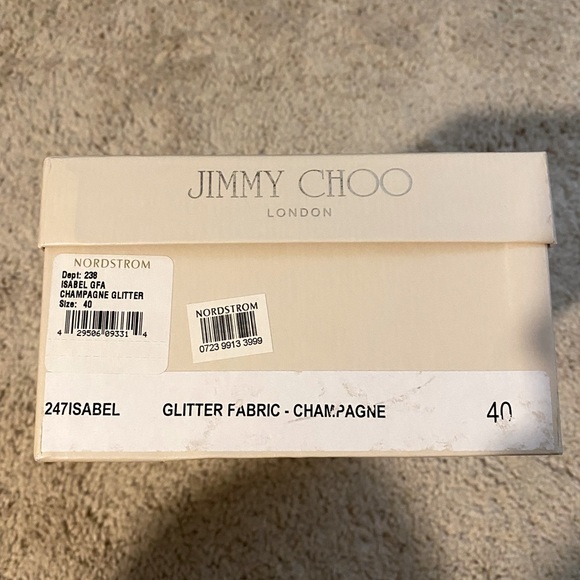 JIMMY CHOO
LONDON
NORDSTROM
Dept: 238
ISABEL GFA
CHAMPAGNE GLITTER
Size: 40
4 29506 09331 4
NORDSTROM
0723 9913 3999
247ISABEL GLITTER FABRIC - CHAMPAGNE 40